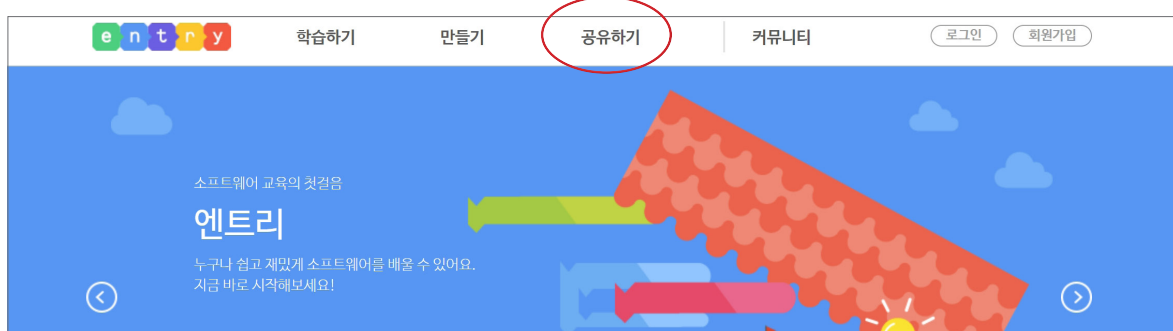 entry 학습하기 만들기 공유하기 커뮤니티 로그인 회원가입
소프트웨어 교육의 첫걸음
엔트리
누구나 쉽고 재밌게 소프트웨어를 배울 수 있어요.
지금 바로 시작해보세요!